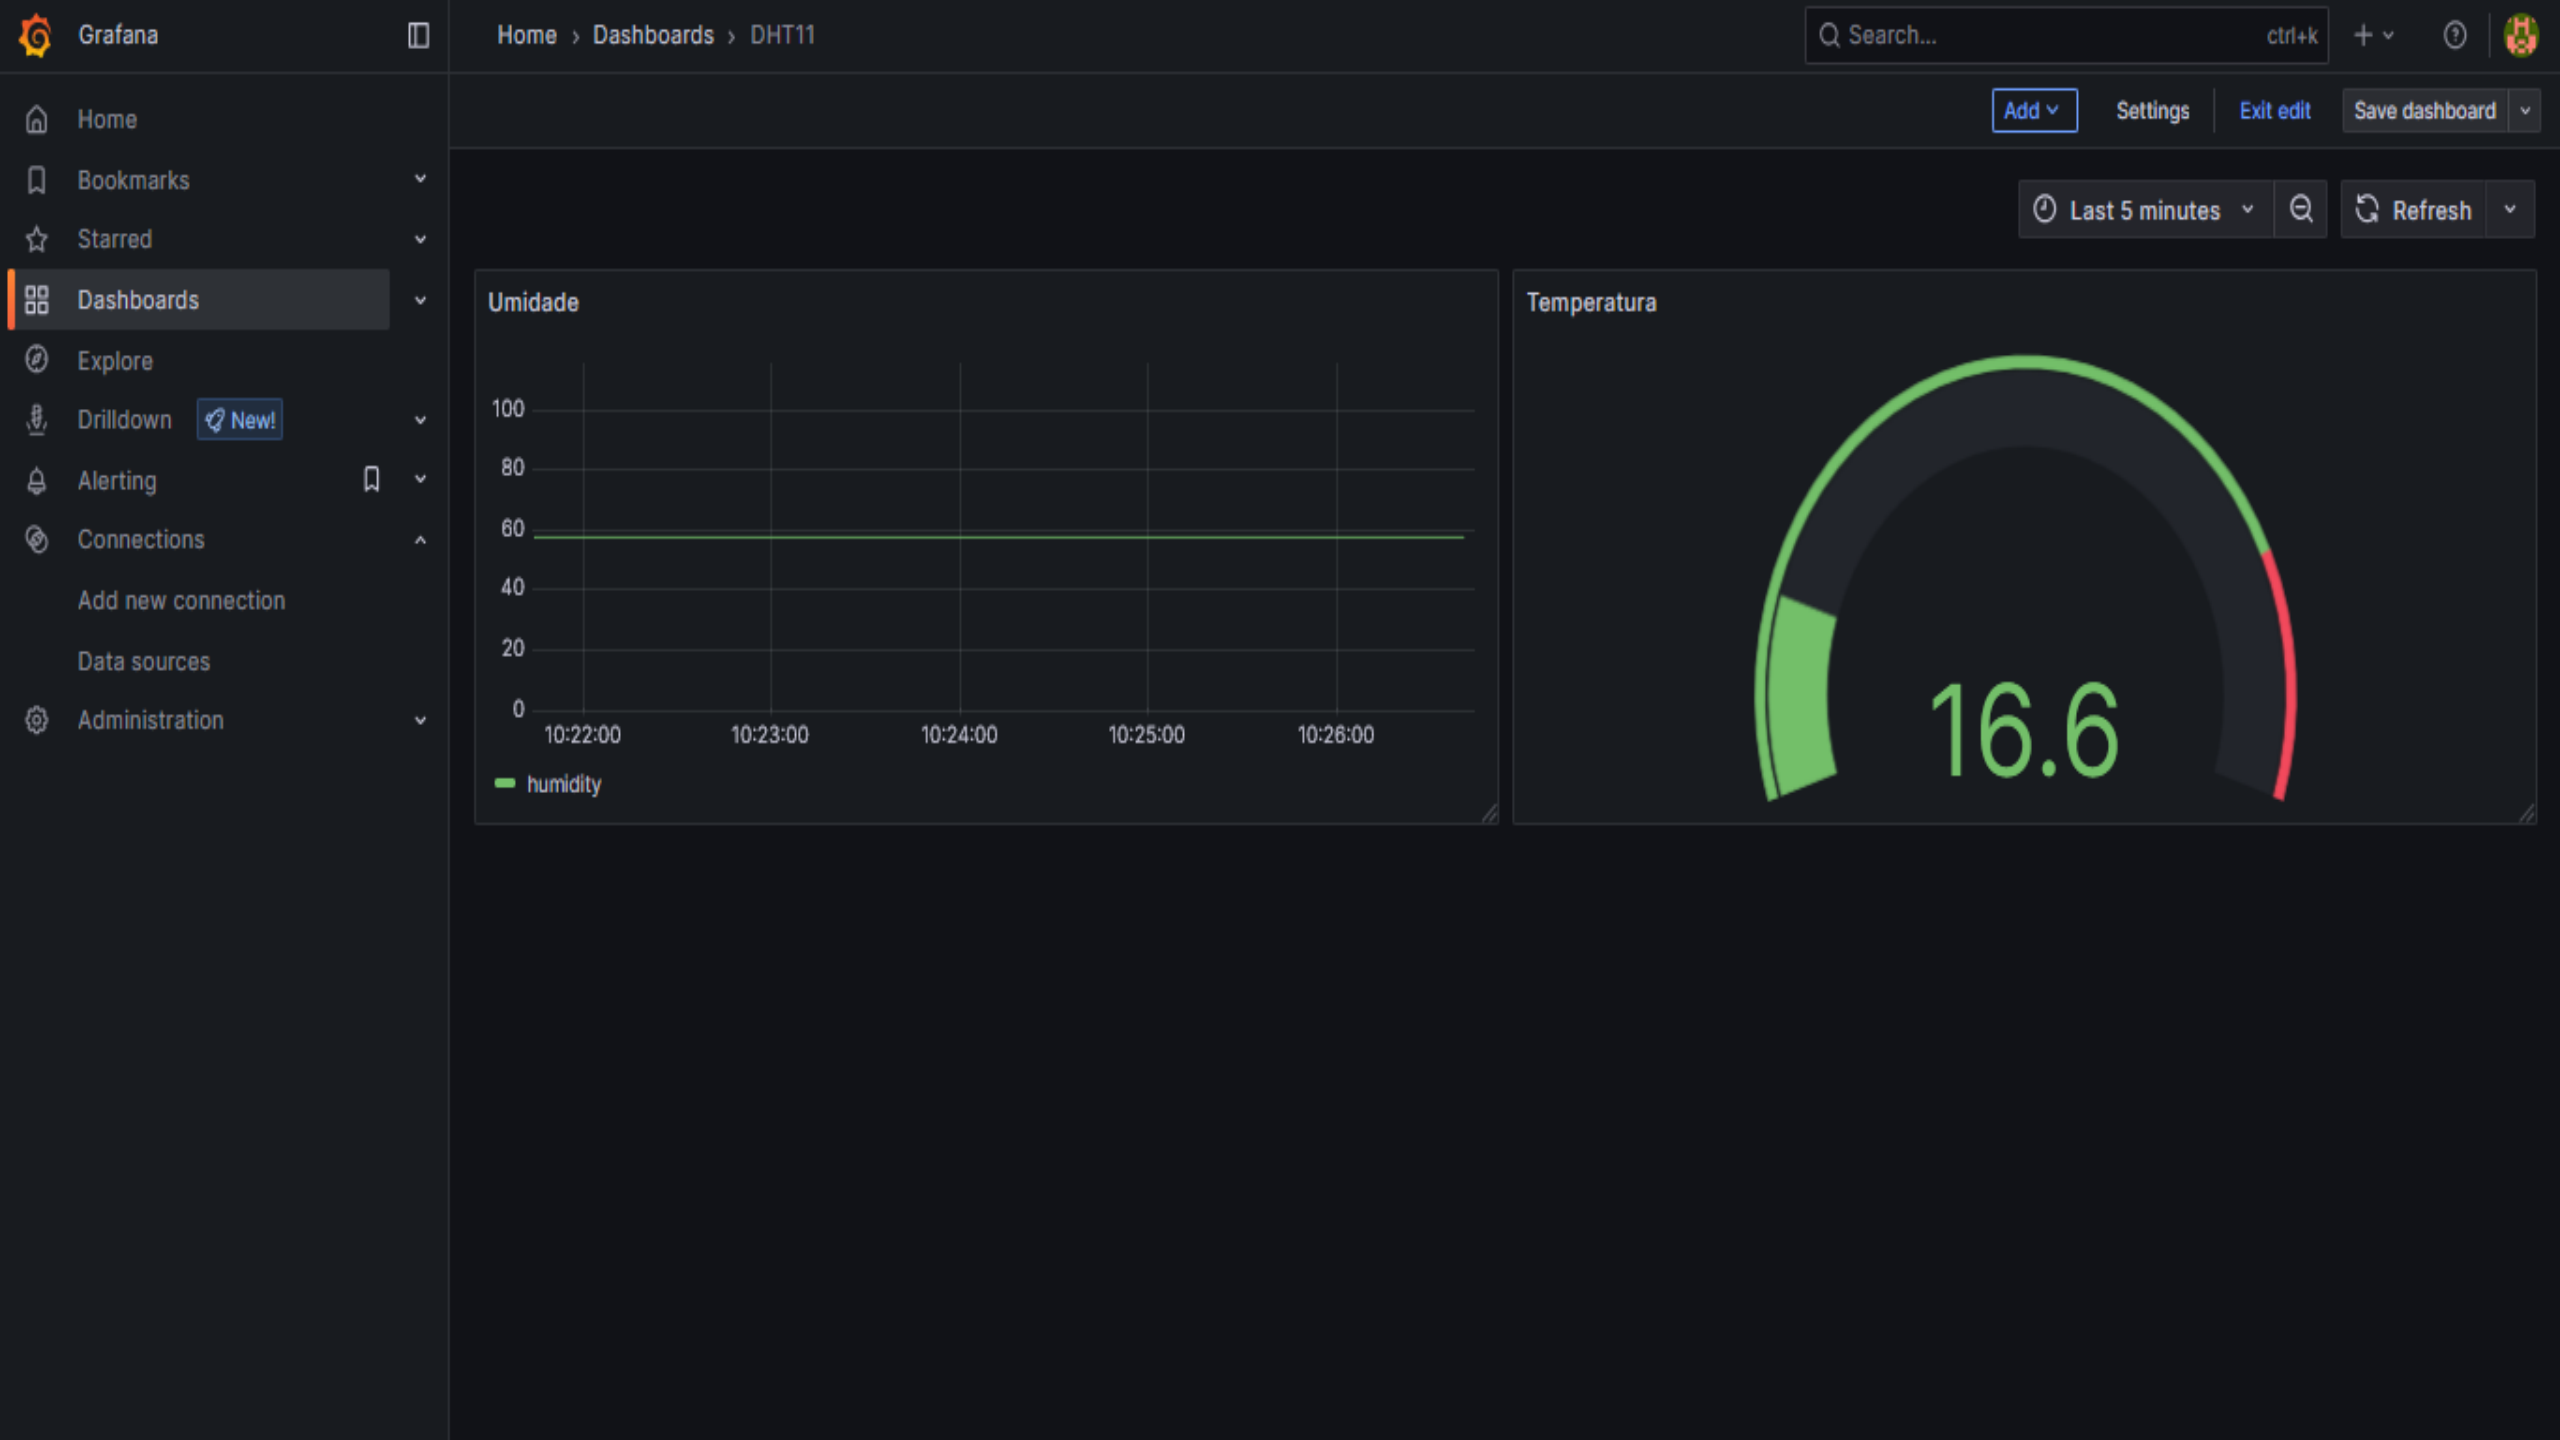 Grafana
Home › Dashboards › DHT11
Search...
ctrl+k
Add
Settings
Exit edit
Save dashboard
Home
Bookmarks
Starred
Dashboards
Explore
Drilldown
New!
Alerting
Connections
Add new connection
Data sources
Administration
Last 5 minutes
Refresh
Umidade
100
80
60
40
20
0
10:22:00 10:23:00 10:24:00 10:25:00 10:26:00
humidity
Temperatura
16.6